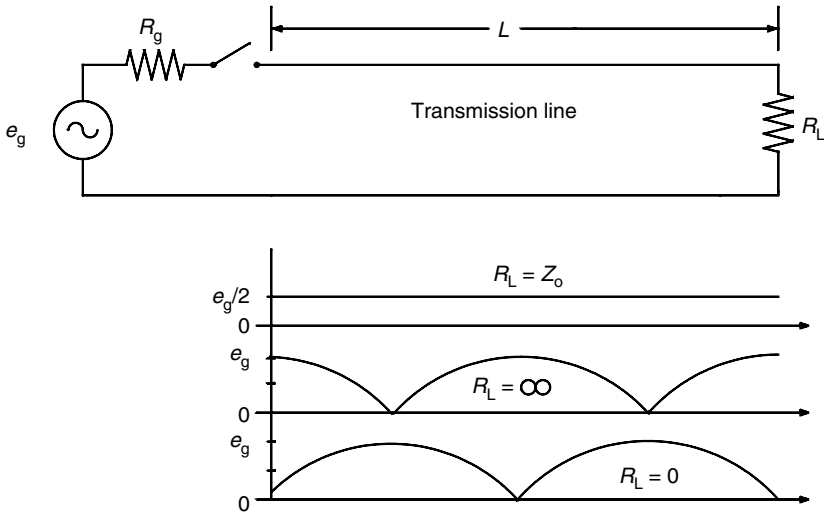 R_g
L
Transmission line
e_g
R_L
R_L = Z_o
e_g/2
0
e_g
R_L = ∞
0
e_g
R_L = 0
0